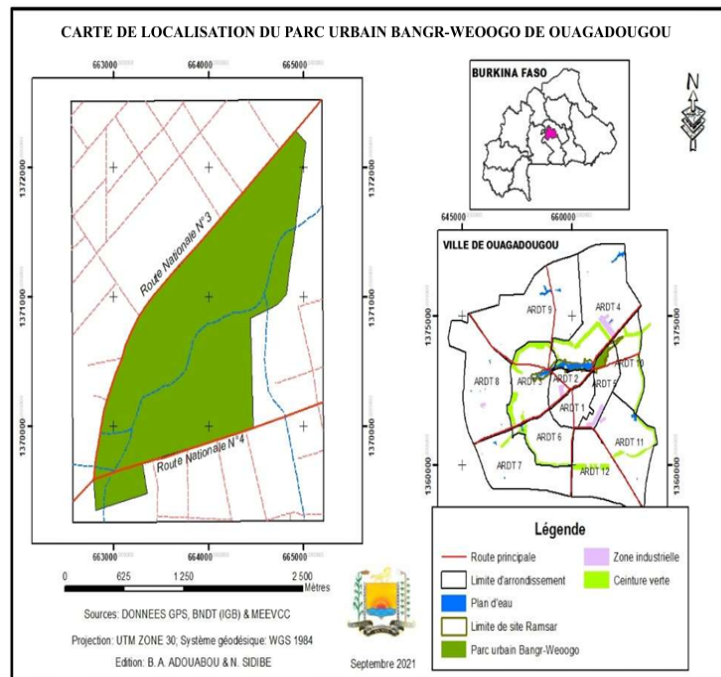 CARTE DE LOCALISATION DU PARC URBAIN BANGR-WEOOGO DE OUAGADOUGOU
663000 664000 665000
1372000
1371000
1370000
1372000
1371000
1370000
Route Nationale N°3
Route Nationale N°4
663000 664000 665000
0 625 1 250 2 500
Mètres
Sources: DONNEES GPS, BNDT (IGB) & MEEVCC
Projection: UTM ZONE 30; Système géodésique: WGS 1984
Edition: B. A. ADOUABOU & N. SIDIBE
Septembre 2021
BURKINA FASO
N
645000 660000
VILLE DE OUAGADOUGOU
1375000
1360000
1375000
1360000
ARDT 9
ARDT 4
ARDT 8
ARDT 3
ARDT 2
ARDT 5
ARDT 10
ARDT 1
ARDT 6
ARDT 11
ARDT 7
ARDT 12
Légende
Route principale
Limite d'arrondissement
Plan d'eau
Limite de site Ramsar
Parc urbain Bangr-Weoogo
Zone industrielle
Ceinture verte